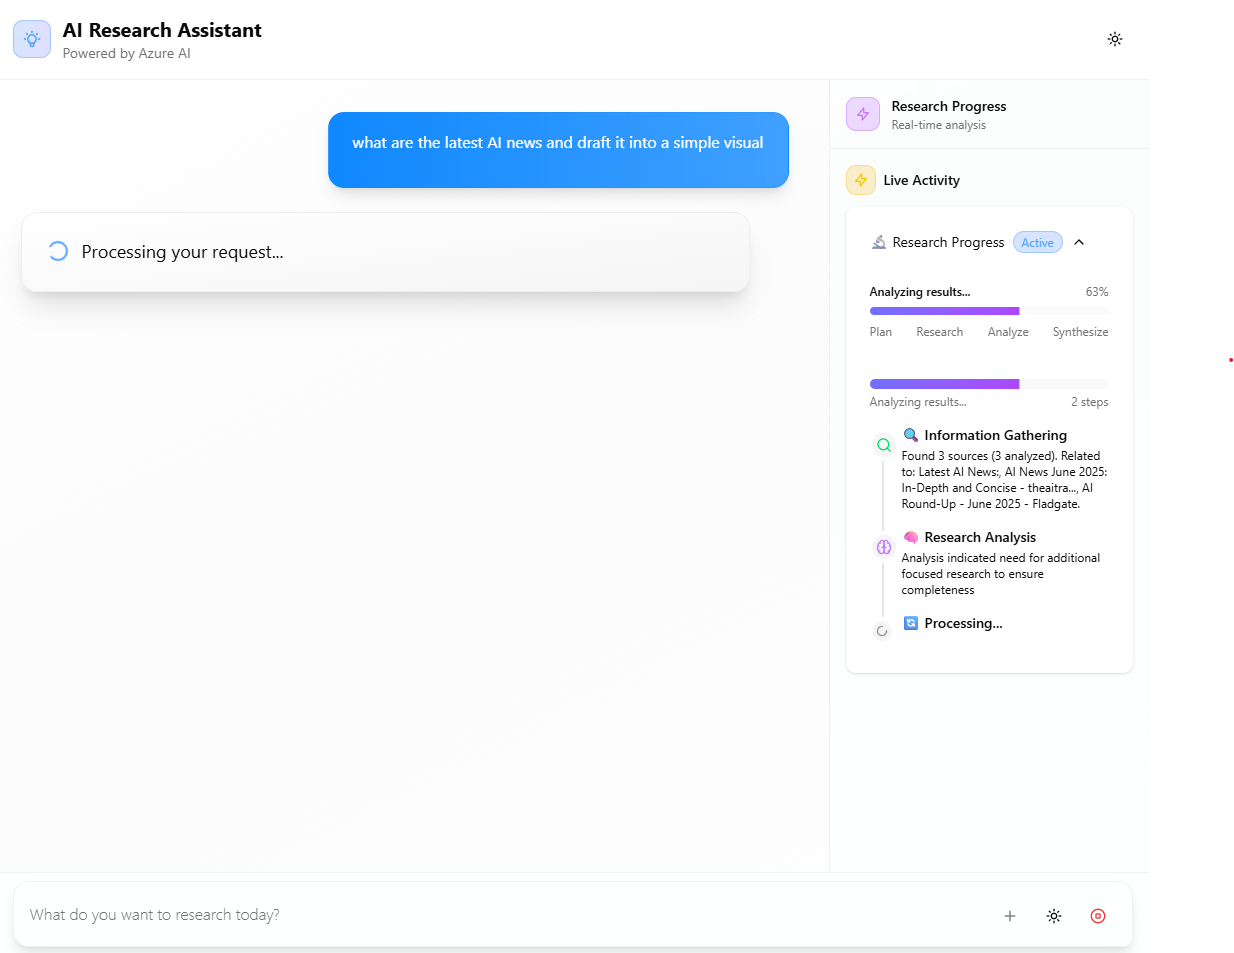 AI Research Assistant
Powered by Azure AI
what are the latest AI news and draft it into a simple visual
Processing your request...
Research Progress
Real-time analysis
Live Activity
Research Progress
Active
Analyzing results...
63%
Plan
Research
Analyze
Synthesize
Analyzing results...
2 steps
Information Gathering
Found 3 sources (3 analyzed). Related
to: Latest AI News:, AI News June 2025:
In-Depth and Concise - theaitra..., AI
Round-Up - June 2025 - Fladgate.
Research Analysis
Analysis indicated need for additional
focused research to ensure
completeness
Processing...
What do you want to research today?